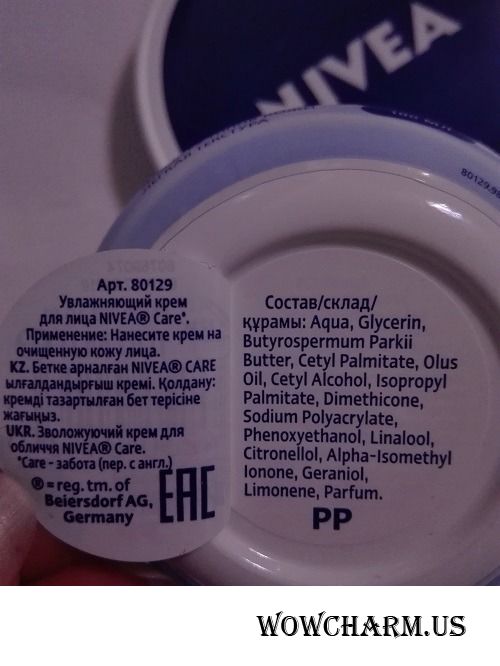 NIVEA
80129.98
Арт. 80129
Увлажняющий крем
для лица NIVEA® Care*.
Применение: Нанесите крем на
очищенную кожу лица.
KZ. Бетке арналған NIVEA® CARE
ылғалдандырғыш кремі. Қолдану:
кремді тазартылған бет терісіне
жағыңыз.
UKR. Зволожуючий крем для
обличчя NIVEA® Care.
*Care - забота (пер. с англ.)
® = reg. tm. of
Beiersdorf AG,
Germany
EAC
Состав/склад/
құрамы: Aqua, Glycerin,
Butyrospermum Parkii
Butter, Cetyl Palmitate, Olus
Oil, Cetyl Alcohol, Isopropyl
Palmitate, Dimethicone,
Sodium Polyacrylate,
Phenoxyethanol, Linalool,
Citronellol, Alpha-Isomethyl
Ionone, Geraniol,
Limonene, Parfum.
PP
WOWCHARM.US